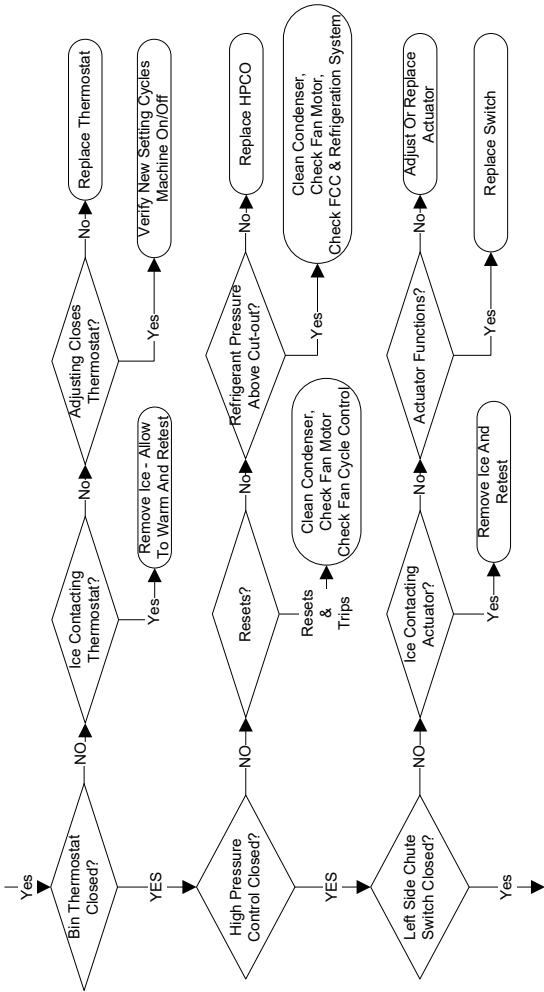 Yes
Bin Thermostat
Closed?
NO
Ice Contacting
Thermostat?
No
Adjusting Closes
Thermostat?
No
Replace Thermostat
Yes
Remove Ice - Allow
To Warm And Retest
Yes
Verify New Setting Cycles
Machine On/Off
YES
High Pressure
Control Closed?
NO
Resets?
No
Refrigerant Pressure
Above Cut-out?
No
Replace HPCO
Resets
&
Trips
Clean Condenser,
Check Fan Motor
Check Fan Cycle Control
Yes
Clean Condenser,
Check Fan Motor,
Check FCC & Refrigeration System
YES
Left Side Chute
Switch Closed?
NO
Ice Contacting
Actuator?
No
Actuator Functions?
No
Adjust Or Replace
Actuator
Yes
Remove Ice And
Retest
Yes
Replace Switch
Yes